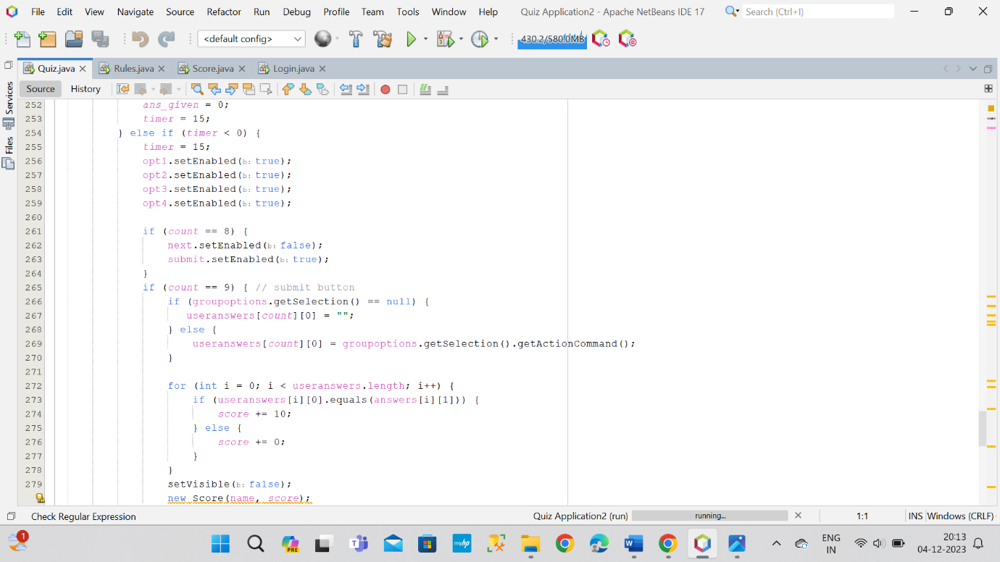 File Edit View Navigate Source Refactor Run Debug Profile Team Tools Window Help Quiz Application2 - Apache NetBeans IDE 17 Search (Ctrl+I)
<default config> 430.2/580.0MB
Quiz.java Rules.java Score.java Login.java
Source History
Services
Files
252 ans_given = 0;
253 timer = 15;
254 } else if (timer < 0) {
255 timer = 15;
256 opt1.setEnabled(b: true);
257 opt2.setEnabled(b: true);
258 opt3.setEnabled(b: true);
259 opt4.setEnabled(b: true);
260
261 if (count == 8) {
262 next.setEnabled(b: false);
263 submit.setEnabled(b: true);
264 }
265 if (count == 9) { // submit button
266 if (groupoptions.getSelection() == null) {
267 useranswers[count][0] = "";
268 } else {
269 useranswers[count][0] = groupoptions.getSelection().getActionCommand();
270 }
271
272 for (int i = 0; i < useranswers.length; i++) {
273 if (useranswers[i][0].equals(answers[i][1])) {
274 score += 10;
275 } else {
276 score += 0;
277 }
278 }
279 setVisible(b: false);
new Score(name, score);
Check Regular Expression Quiz Application2 (run) running... 1:1 INS Windows (CRLF)
1 PRE myhp ENG 20:13
IN 04-12-2023